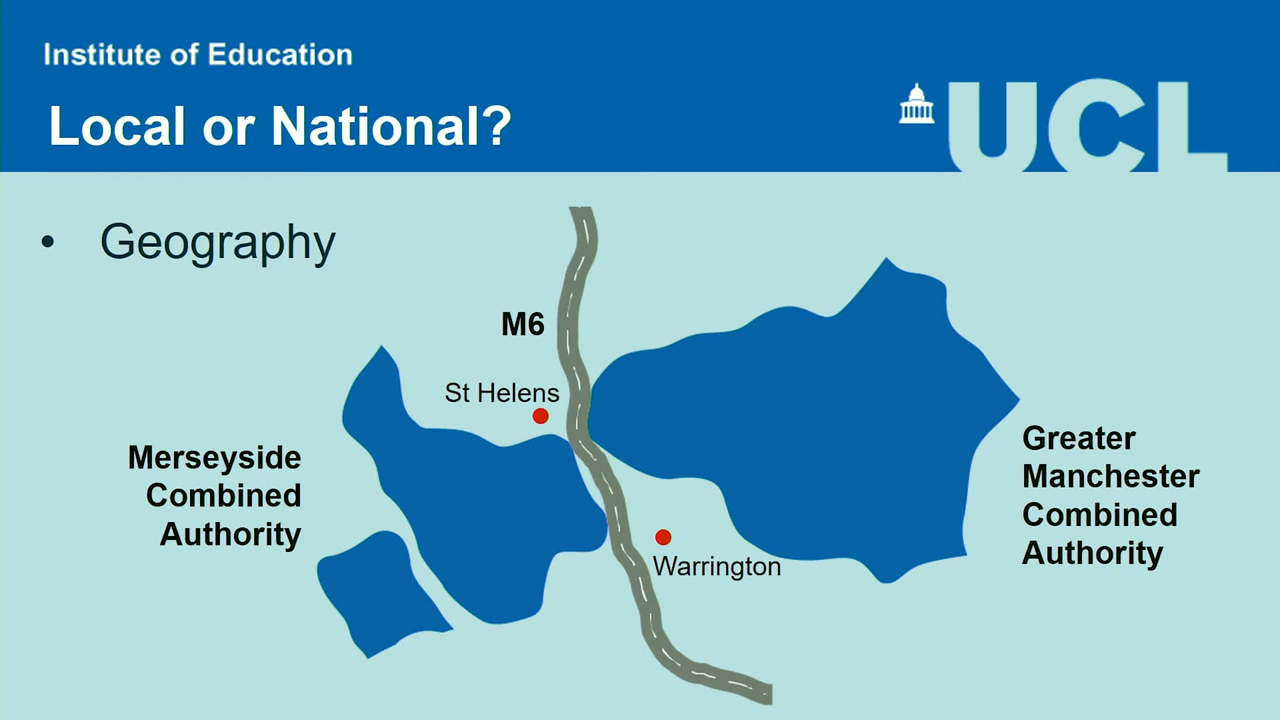 Institute of Education
Local or National?
UCL
• Geography
M6
St Helens
Merseyside
Combined
Authority
Greater
Manchester
Combined
Authority
Warrington